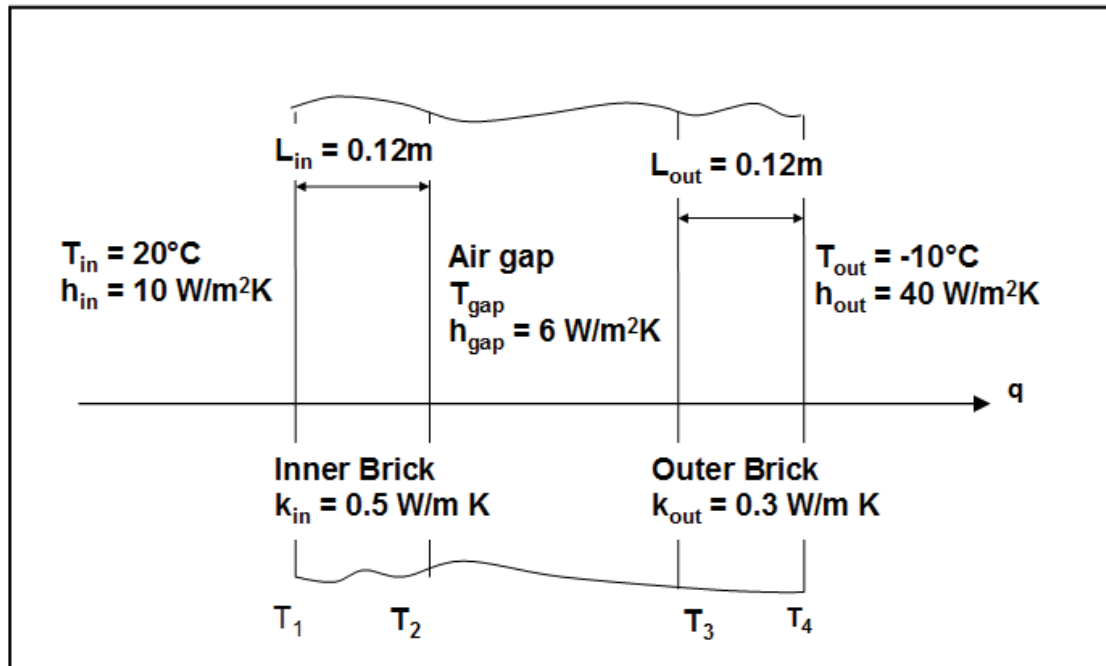 L_in = 0.12m
L_out = 0.12m
T_in = 20°C
h_in = 10 W/m²K
Air gap
T_gap
h_gap = 6 W/m²K
T_out = -10°C
h_out = 40 W/m²K
q
Inner Brick
k_in = 0.5 W/m K
Outer Brick
k_out = 0.3 W/m K
T_1
T_2
T_3
T_4